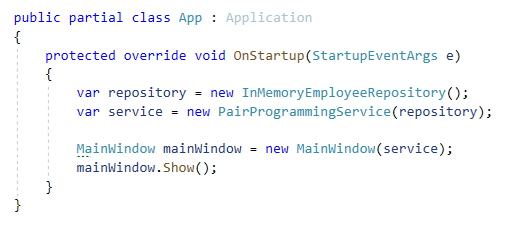 public partial class App : Application
{
    protected override void OnStartup(StartupEventArgs e)
    {
        var repository = new InMemoryEmployeeRepository();
        var service = new PairProgrammingService(repository);

        MainWindow mainWindow = new MainWindow(service);
        mainWindow.Show();
    }
}